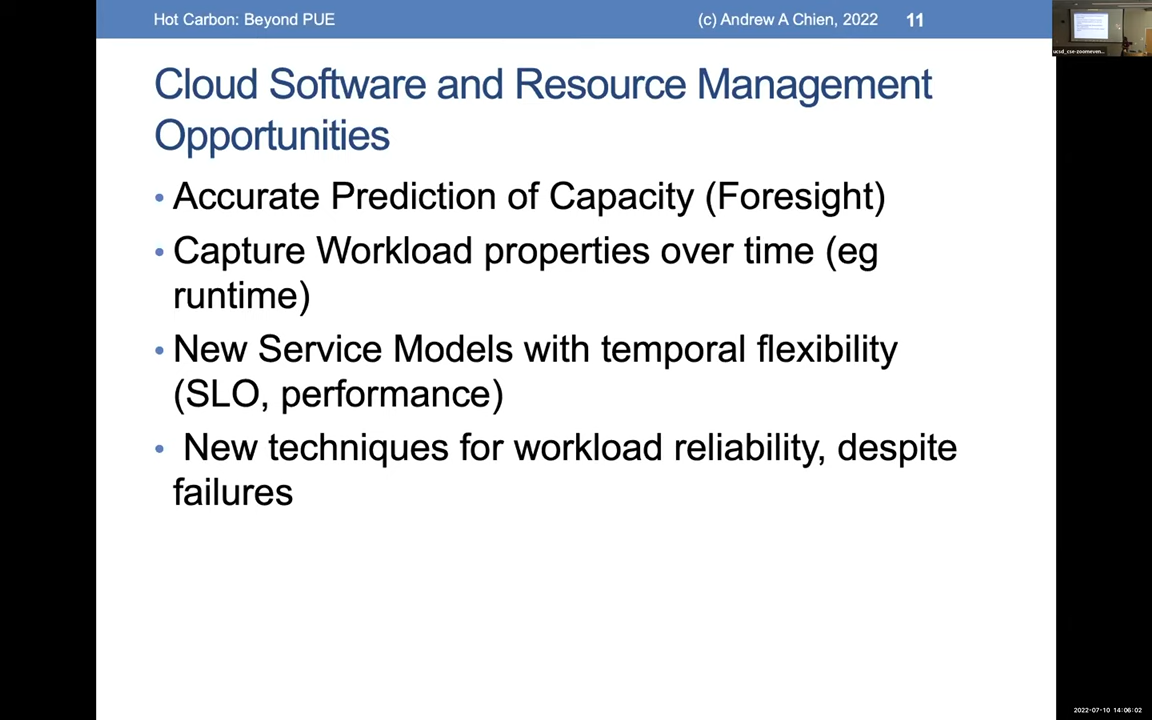 Hot Carbon: Beyond PUE (c) Andrew A Chien, 2022 11
Cloud Software and Resource Management
Opportunities
• Accurate Prediction of Capacity (Foresight)
• Capture Workload properties over time (eg
runtime)
• New Service Models with temporal flexibility
(SLO, performance)
• New techniques for workload reliability, despite
failures
2022-07-10 14:06:02